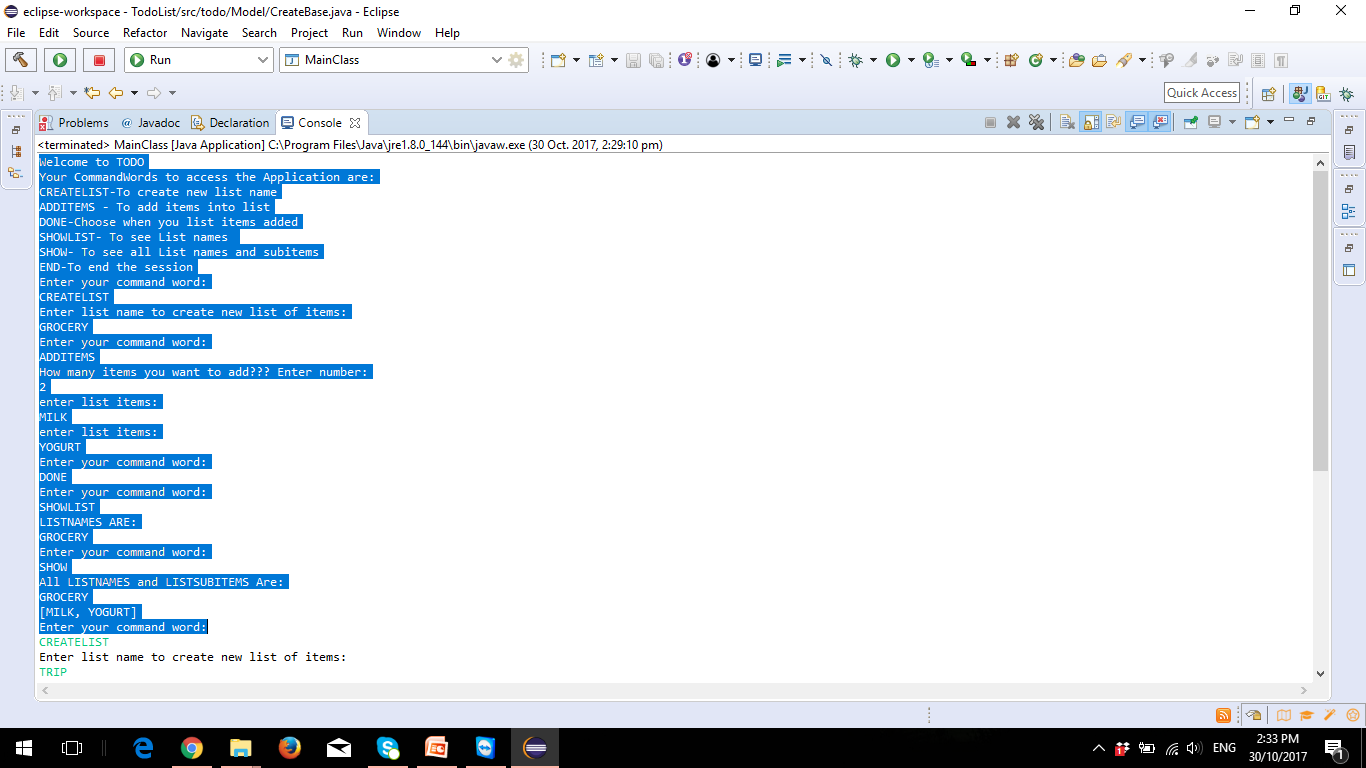 eclipse-workspace - TodoList/src/todo/Model/CreateBase.java - Eclipse
File Edit Source Refactor Navigate Search Project Run Window Help
Run MainClass
Quick Access
Problems @ Javadoc Declaration Console
<terminated> MainClass [Java Application] C:\Program Files\Java\jre1.8.0_144\bin\javaw.exe (30 Oct. 2017, 2:29:10 pm)
Welcome to TODO
Your CommandWords to access the Application are:
CREATELIST-To create new list name
ADDITEMS - To add items into list
DONE-Choose when you list items added
SHOWLIST- To see List names
SHOW- To see all List names and subitems
END-To end the session
Enter your command word:
CREATELIST
Enter list name to create new list of items:
GROCERY
Enter your command word:
ADDITEMS
How many items you want to add??? Enter number:
2
enter list items:
MILK
enter list items:
YOGURT
Enter your command word:
DONE
Enter your command word:
SHOWLIST
LISTNAMES ARE:
GROCERY
Enter your command word:
SHOW
All LISTNAMES and LISTSUBITEMS Are:
GROCERY
[MILK, YOGURT]
Enter your command word:
CREATELIST
Enter list name to create new list of items:
TRIP
ENG
2:33 PM
30/10/2017
1